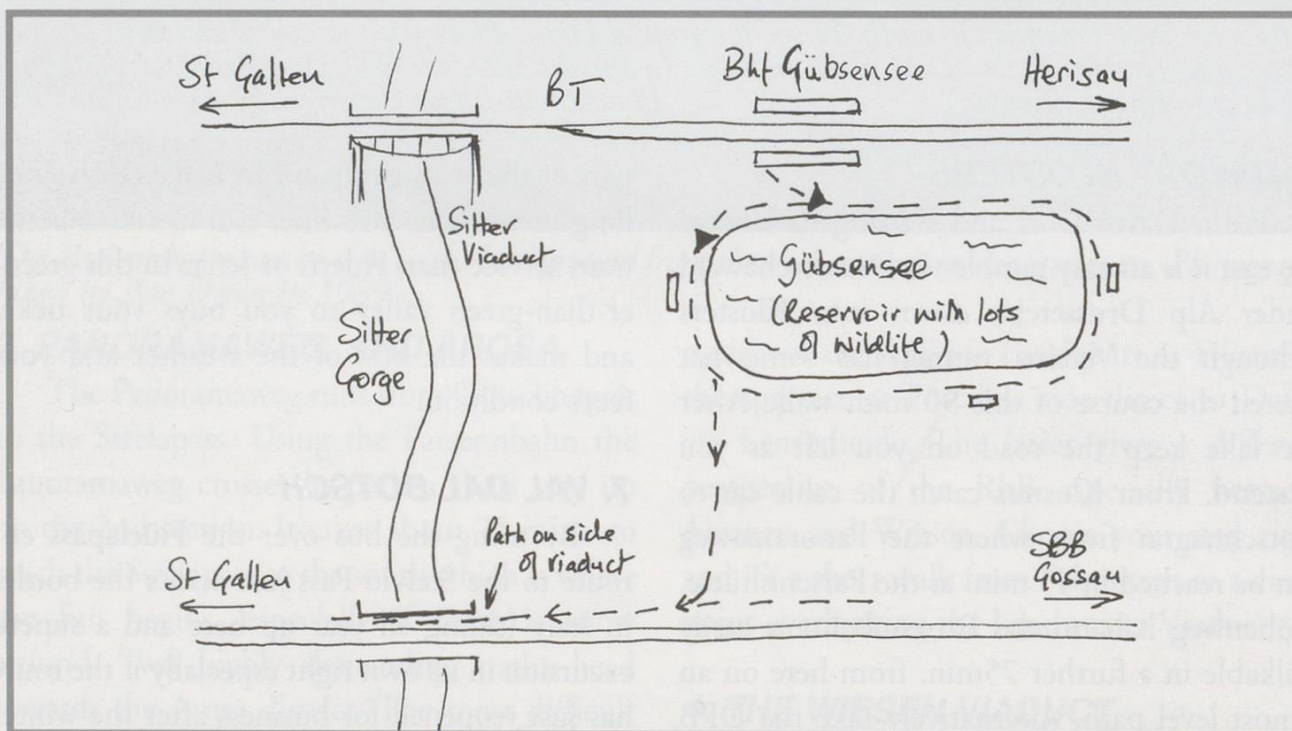 St Gallen
BT
Bhf Gübsensee
Herisau
Sitter
Viaduct
Gübsensee
(Reservoir with lots
of wildlife)
Sitter
Gorge
Path on side
of viaduct
St Gallen
SBB
Gossau